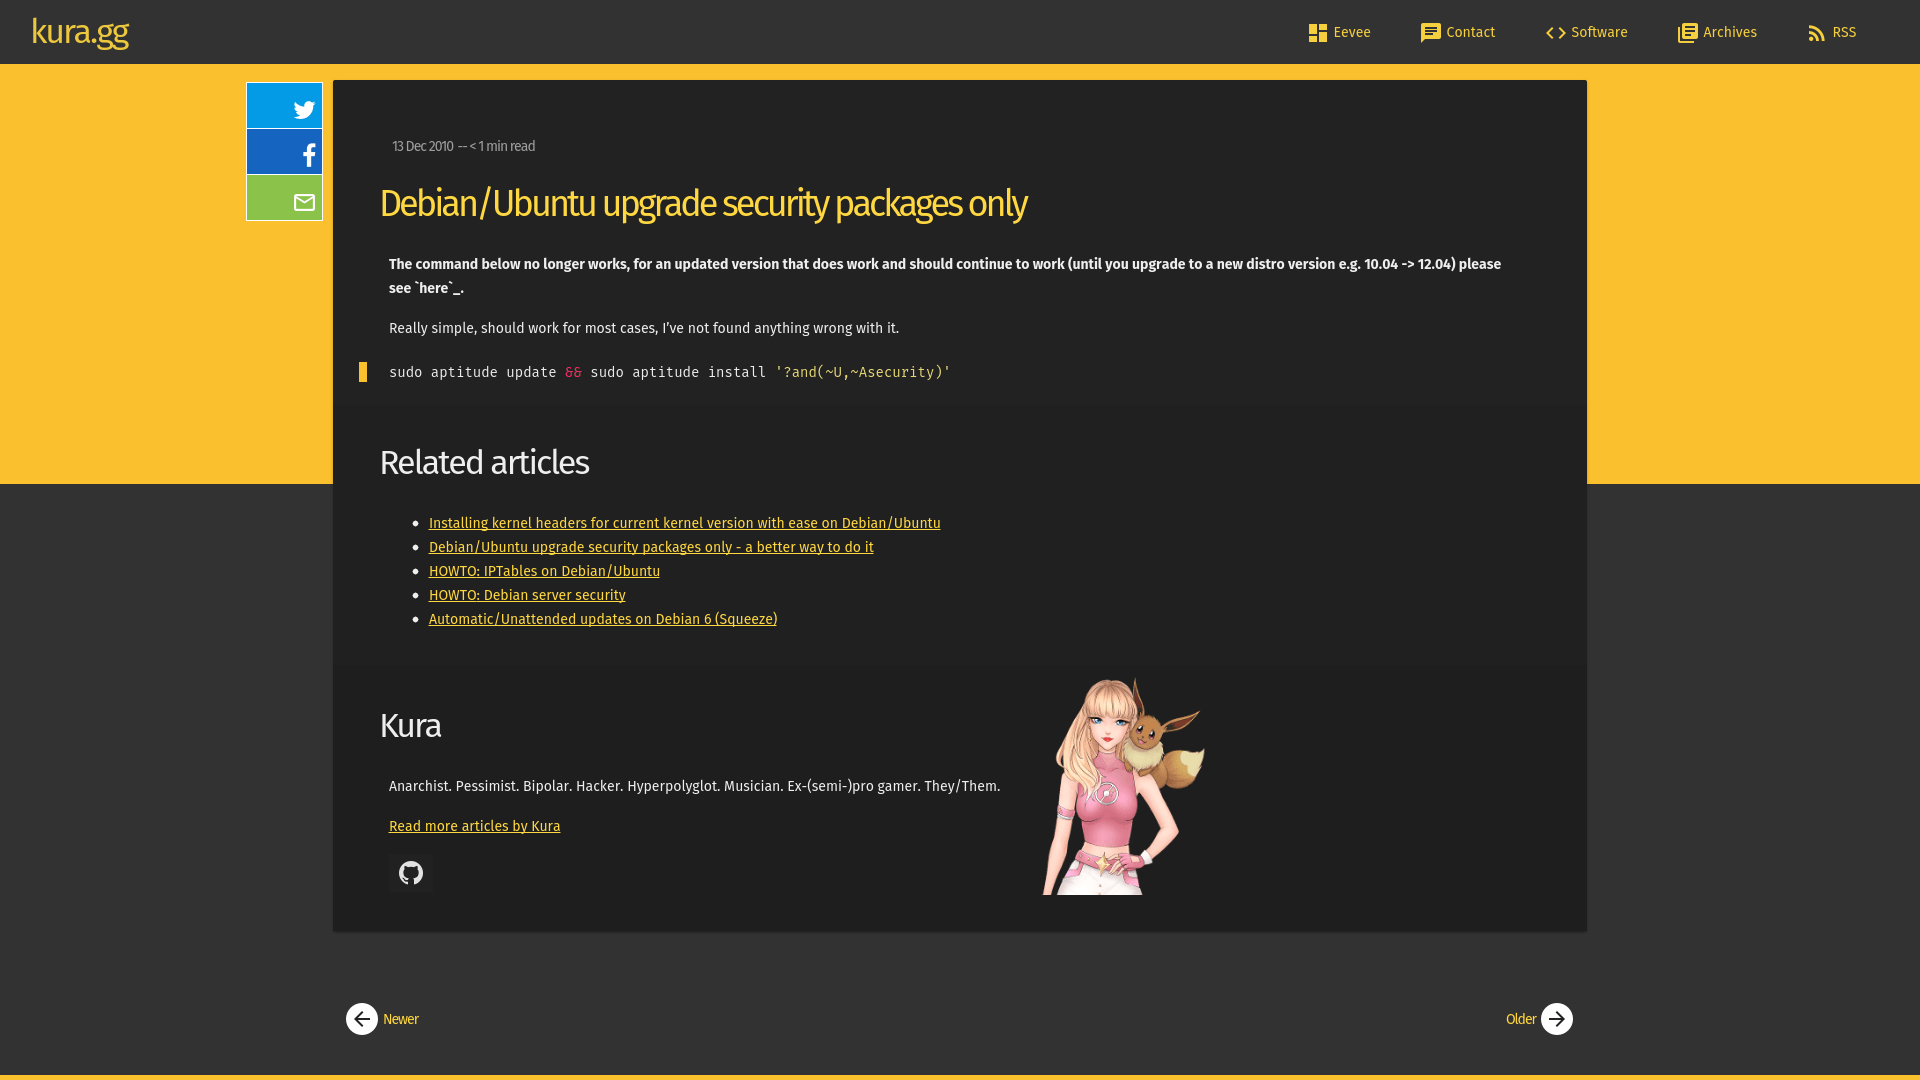 kura.gg
Eevee
Contact
Software
Archives
RSS
13 Dec 2010 -- < 1 min read
Debian/Ubuntu upgrade security packages only
The command below no longer works, for an updated version that does work and should continue to work (until you upgrade to a new distro version e.g. 10.04 -> 12.04) please
see `here`_.
Really simple, should work for most cases, I’ve not found anything wrong with it.
sudo aptitude update && sudo aptitude install '?and(~U,~Asecurity)'
Related articles
Installing kernel headers for current kernel version with ease on Debian/Ubuntu
Debian/Ubuntu upgrade security packages only - a better way to do it
HOWTO: IPTables on Debian/Ubuntu
HOWTO: Debian server security
Automatic/Unattended updates on Debian 6 (Squeeze)
Kura
Anarchist. Pessimist. Bipolar. Hacker. Hyperpolyglot. Musician. Ex-(semi-)pro gamer. They/Them.
Read more articles by Kura
Newer
Older